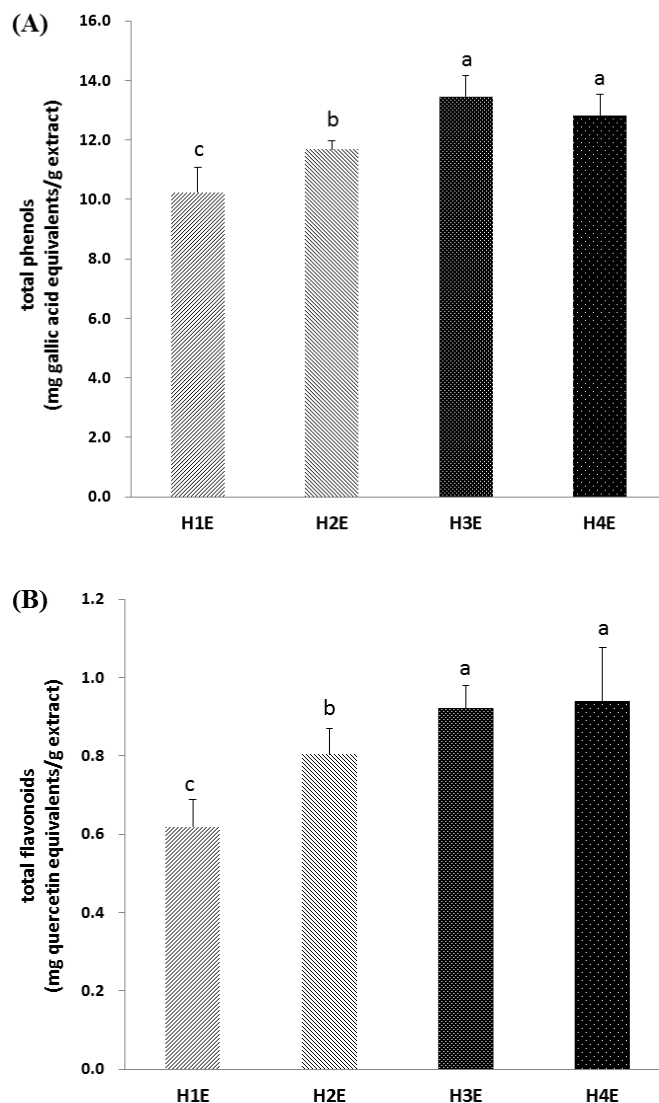 (A)
total phenols
(mg gallic acid equivalents/g extract)
16.0
14.0
12.0
10.0
8.0
6.0
4.0
2.0
0.0
c
b
a
a
H1E
H2E
H3E
H4E
(B)
total flavonoids
(mg quercetin equivalents/g extract)
1.2
1.0
0.8
0.6
0.4
0.2
0.0
c
b
a
a
H1E
H2E
H3E
H4E